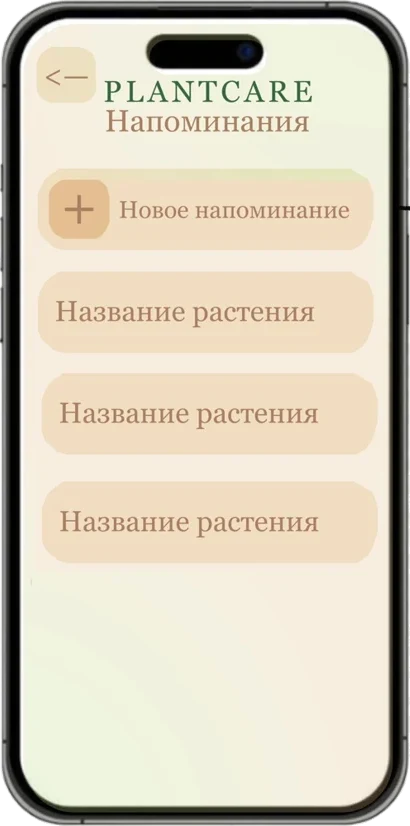 <—
PLANTCARE
Напоминания
+ Новое напоминание
Название растения
Название растения
Название растения